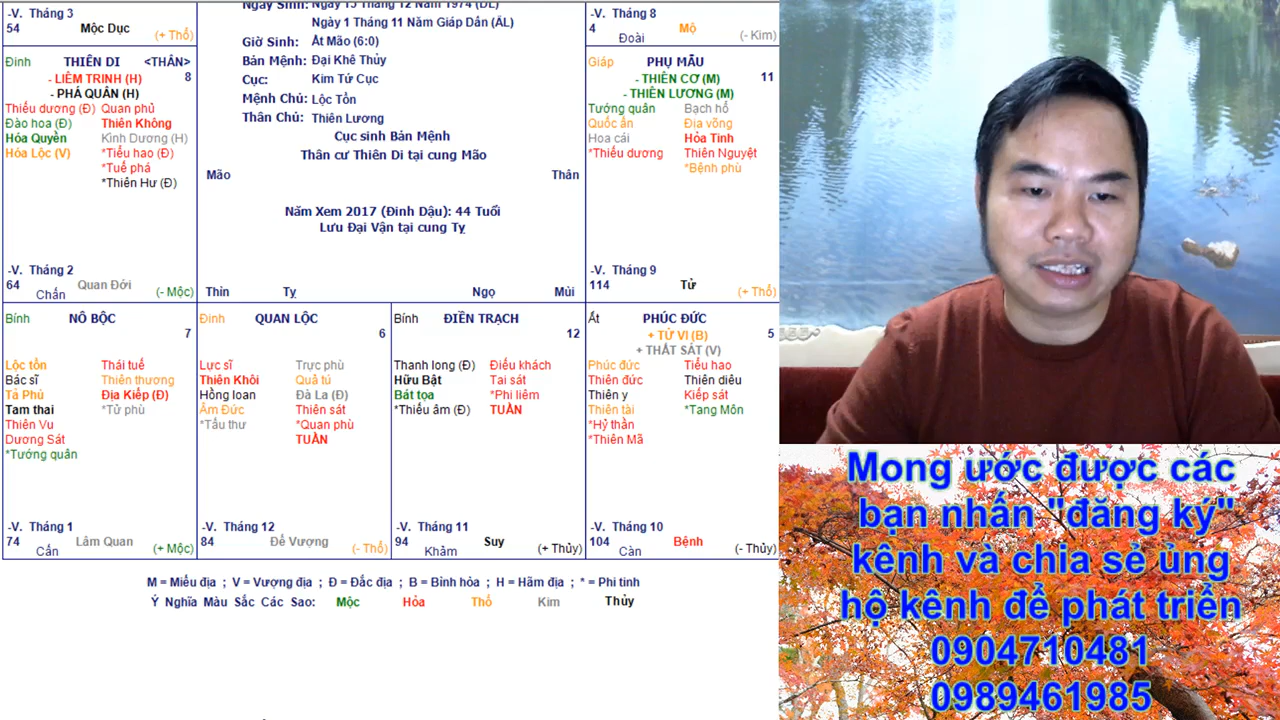 -V. Tháng 3
54
Mộc Dục
(+ Thổ)
Ngày Sinh: Ngày 15 Tháng 12 Năm 1974 (DL)
Ngày 1 Tháng 11 Năm Giáp Dần (ÂL)
Giờ Sinh: Ất Mão (6:0)
Bản Mệnh: Đại Khê Thủy
Cục: Kim Tứ Cục
Mệnh Chủ: Lộc Tồn
Thân Chủ: Thiên Lương
Cục sinh Bản Mệnh
Thân cư Thiên Di tại cung Mão
Mão
Thân
Năm Xem 2017 (Đinh Dậu): 44 Tuổi
Lưu Đại Vận tại cung Tỵ
Thìn
Tỵ
Ngọ
Mùi
-V. Tháng 8
4
Đoài
Mộ
(- Kim)
Đinh
THIÊN DI
<THÂN>
8
- LIÊM TRINH (H)
- PHÁ QUÂN (H)
Thiếu dương (Đ)
Đào hoa (Đ)
Hóa Quyền
Hóa Lộc (V)
Quan phủ
Thiên Không
Kình Dương (H)
*Tiểu hao (Đ)
*Tuế phá
*Thiên Hư (Đ)
-V. Tháng 2
64
Chấn
Quan Đới
(- Mộc)
Giáp
PHỤ MẪU
11
- THIÊN CƠ (M)
- THIÊN LƯƠNG (M)
Tướng quân
Quốc ấn
Hoa cái
*Thiếu dương
Bạch hổ
Địa võng
Hỏa Tinh
Thiên Nguyệt
*Bệnh phù
-V. Tháng 9
114
Tử
(+ Thổ)
Bính
NÔ BỘC
7
Lộc tồn
Bác sĩ
Tả Phù
Tam thai
Thiên Vu
Dương Sát
*Tướng quân
Thái tuế
Thiên thương
Địa Kiếp (Đ)
*Tử phù
-V. Tháng 1
74
Cấn
Lâm Quan
(+ Mộc)
Đinh
QUAN LỘC
6
Lực sĩ
Thiên Khôi
Hồng loan
Âm Đức
*Tấu thư
Trực phù
Quả tú
Đà La (Đ)
Thiên sát
*Quan phù
TUẦN
-V. Tháng 12
84
Đế Vượng
(- Thổ)
Bính
ĐIỀN TRẠCH
12
Thanh long (Đ)
Hữu Bật
Bát tọa
*Thiếu âm (Đ)
Điếu khách
Tai sát
*Phi liêm
TUẦN
-V. Tháng 11
94
Khảm
Suy
(+ Thủy)
Ất
PHÚC ĐỨC
5
+ TỬ VI (B)
+ THẤT SÁT (V)
Phúc đức
Thiên đức
Thiên y
Thiên tài
*Hỷ thần
*Thiên Mã
Tiểu hao
Thiên diêu
Kiếp sát
*Tang Môn
-V. Tháng 10
104
Càn
Bệnh
(- Thủy)
M = Miếu địa ; V = Vượng địa ; Đ = Đắc địa ; B = Bình hòa ; H = Hãm địa ; * = Phi tinh
Ý Nghĩa Màu Sắc Các Sao: Mộc Hỏa Thổ Kim Thủy
Mong ước được các
bạn nhấn "đăng ký"
kênh và chia sẻ ủng
hộ kênh để phát triển
0904710481
0989461985